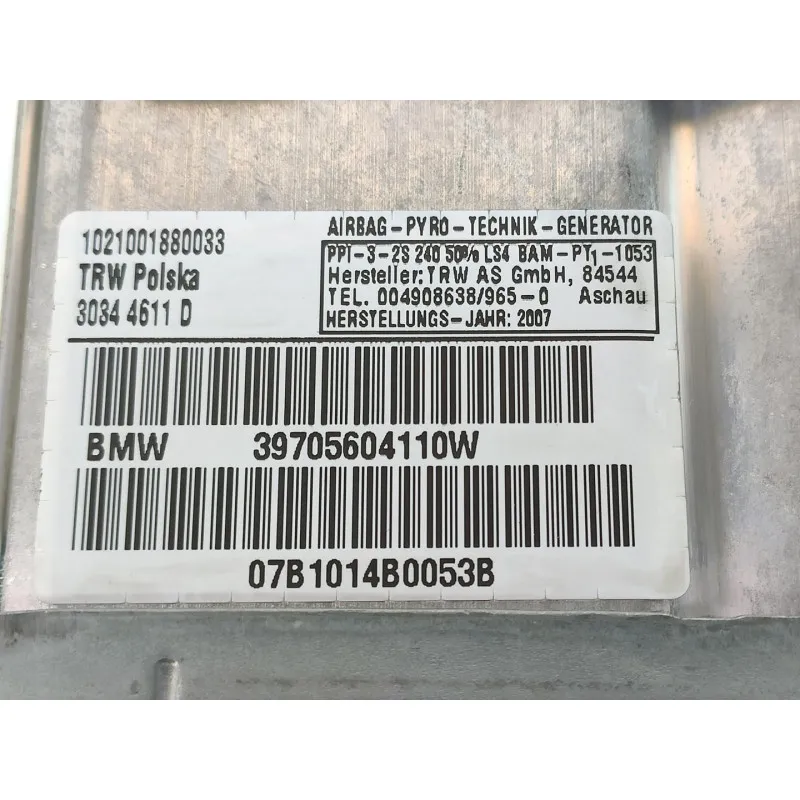 1021001880033
TRW Polska
3034 4611 D
AIRBAG-PYRO-TECHNIK-GENERATOR
PPI-3-2S 240 50% LS4 BAM-PT1-1053
Hersteller: TRW AS GmbH, 84544
TEL. 004908638/965-0 Aschau
HERSTELLUNGS-JAHR: 2007
BMW 39705604110W
07B1014B0053B